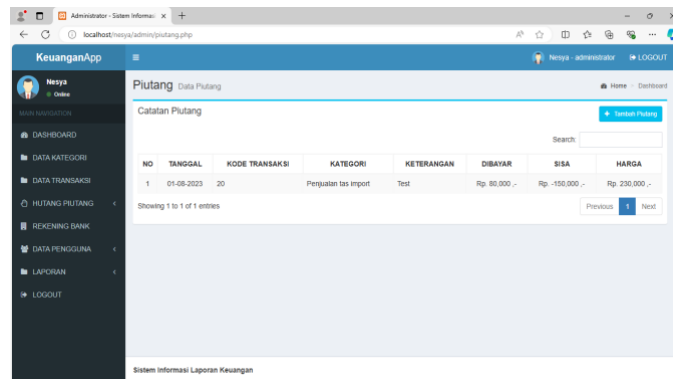 Administrator - Sistem Informasi
localhost/nesya/admin/piutang.php
KeuanganApp
Nesya - administrator LOGOUT
Nesya
Online
Piutang Data Piutang
Home Dashboard
MAIN NAVIGATION
DASHBOARD
DATA KATEGORI
DATA TRANSAKSI
HUTANG PIUTANG
REKENING BANK
DATA PENGGUNA
LAPORAN
LOGOUT
Catatan Piutang
Tambah Piutang
Search:
NO TANGGAL KODE TRANSAKSI KATEGORI KETERANGAN DIBAYAR SISA HARGA
1 01-08-2023 20 Penjualan tas import Test Rp. 80,000 ,- Rp. -150,000 ,- Rp. 230,000 ,-
Showing 1 to 1 of 1 entries
Previous 1 Next
Sistem Informasi Laporan Keuangan